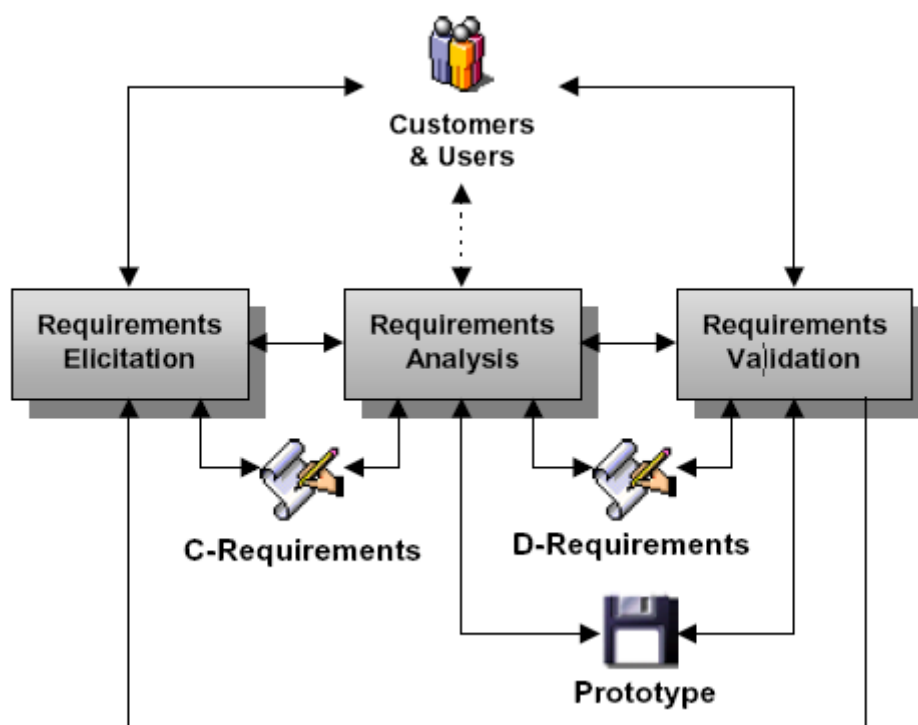 Customers
& Users
Requirements
Elicitation
Requirements
Analysis
Requirements
Validation
C-Requirements
D-Requirements
Prototype